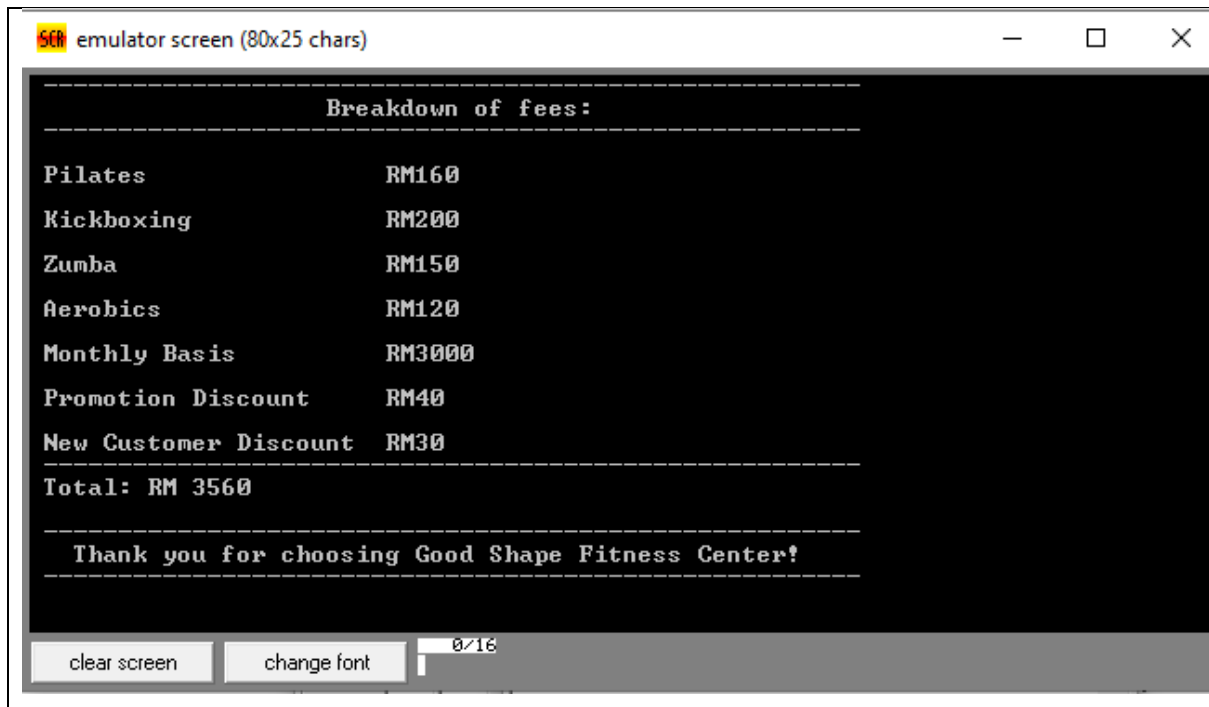 SCR emulator screen (80x25 chars)
Breakdown of fees:
Pilates RM160
Kickboxing RM200
Zumba RM150
Aerobics RM120
Monthly Basis RM3000
Promotion Discount RM40
New Customer Discount RM30
Total: RM 3560
Thank you for choosing Good Shape Fitness Center!
clear screen change font 0/16